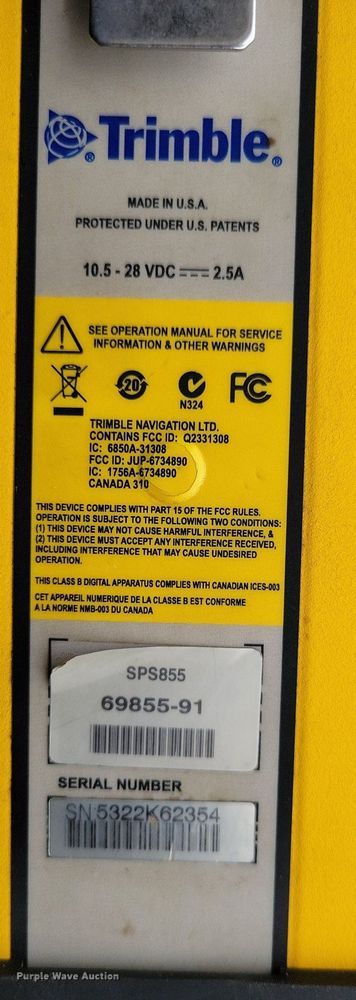 Trimble®
MADE IN U.S.A.
PROTECTED UNDER U.S. PATENTS
10.5 - 28 VDC 2.5A
SEE OPERATION MANUAL FOR SERVICE
INFORMATION & OTHER WARNINGS
20
N324
FC
TRIMBLE NAVIGATION LTD.
CONTAINS FCC ID: Q2331308
IC: 6850A-31308
FCC ID: JUP-6734890
IC: 1756A-6734890
CANADA 310
THIS DEVICE COMPLIES WITH PART 15 OF THE FCC RULES.
OPERATION IS SUBJECT TO THE FOLLOWING TWO CONDITIONS:
(1) THIS DEVICE MAY NOT CAUSE HARMFUL INTERFERENCE, &
(2) THIS DEVICE MUST ACCEPT ANY INTERFERENCE RECEIVED,
INCLUDING INTERFERENCE THAT MAY CAUSE UNDESIRED
OPERATION.
THIS CLASS B DIGITAL APPARATUS COMPLIES WITH CANADIAN ICES-003
CET APPAREIL NUMERIQUE DE LA CLASSE B EST CONFORME
A LA NORME NMB-003 DU CANADA
SPS855
69855-91
SERIAL NUMBER
SN:5322K62354
Purple Wave Auction